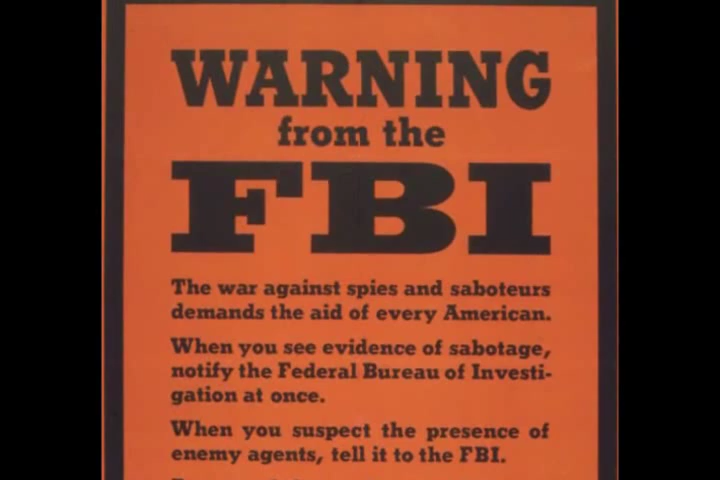 WARNING
from the
FBI
The war against spies and saboteurs
demands the aid of every American.
When you see evidence of sabotage,
notify the Federal Bureau of Investi-
gation at once.
When you suspect the presence of
enemy agents, tell it to the FBI.